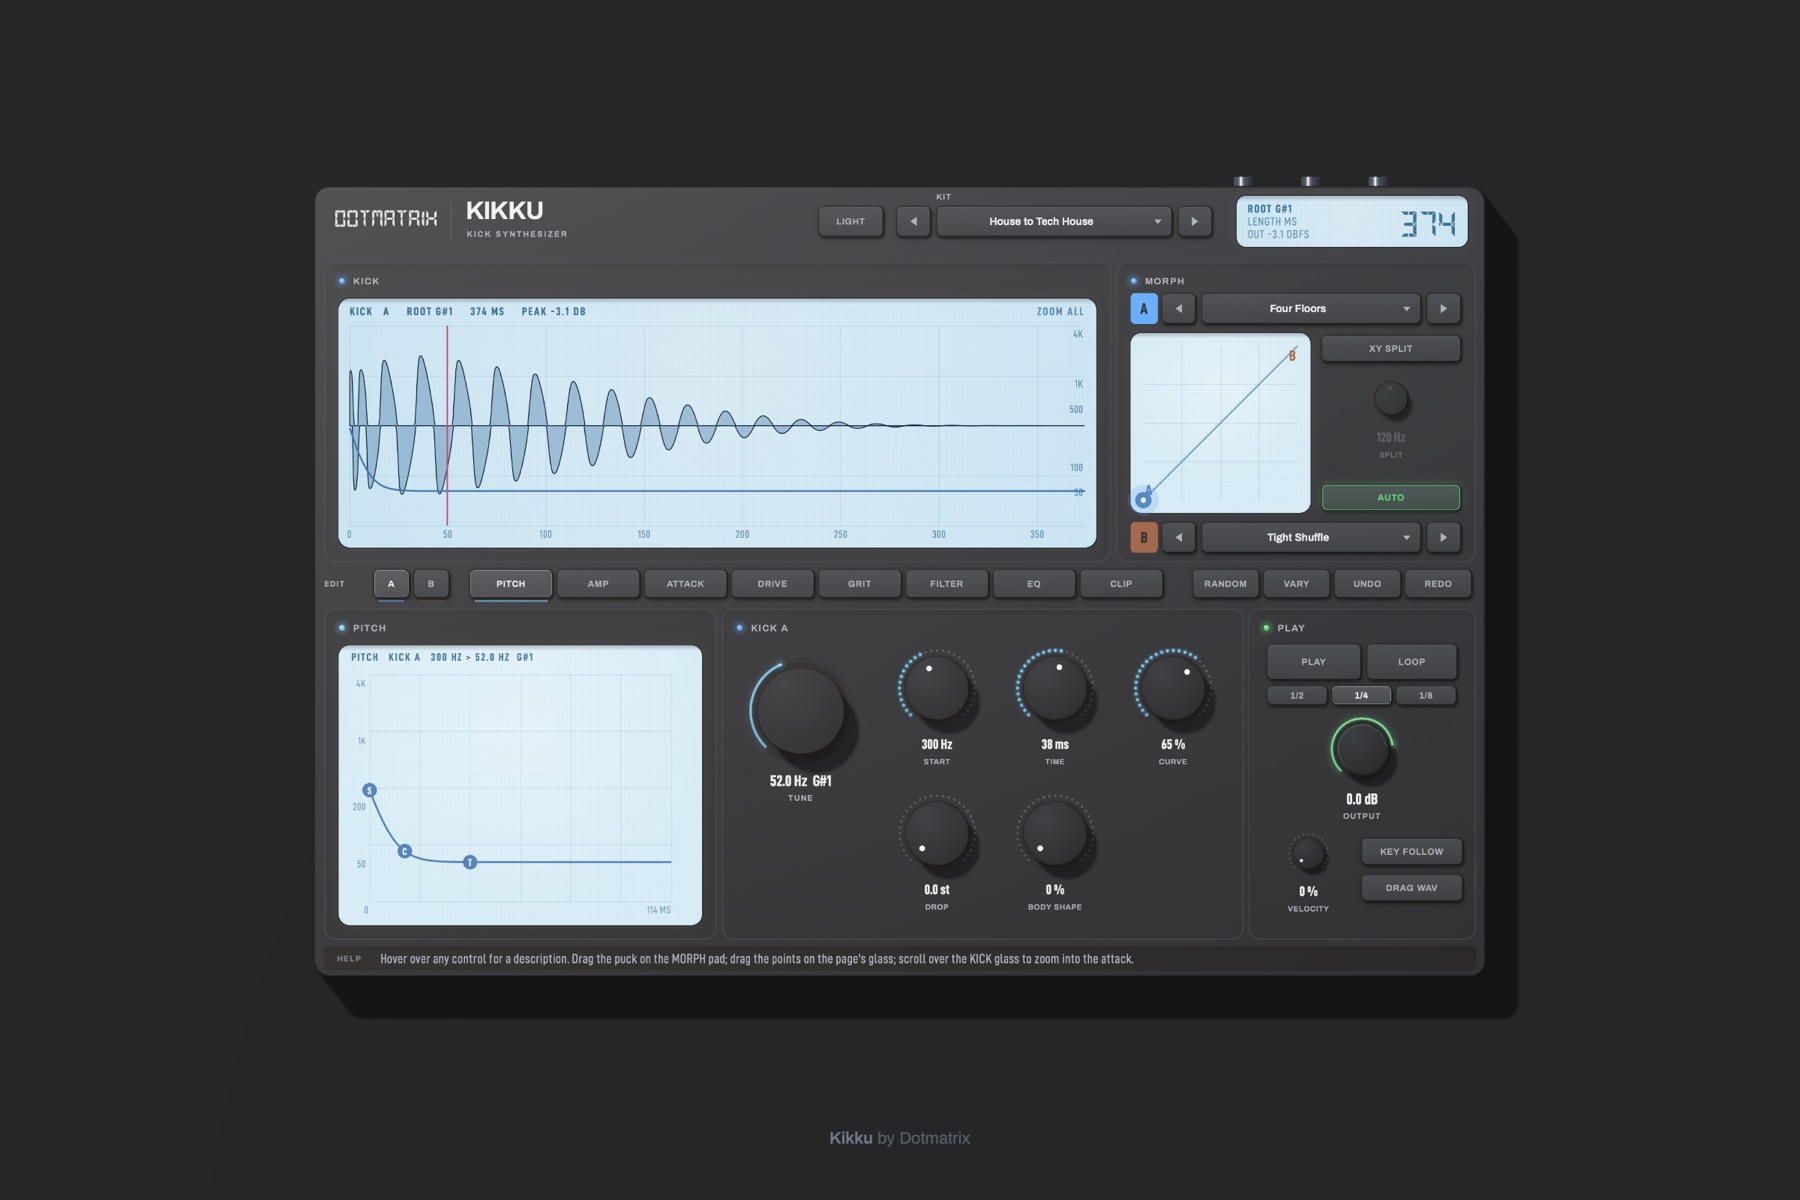 DOTMATRIX
KIKKU
KICK SYNTHESIZER
LIGHT
KIT
House to Tech House
ROOT G#1
LENGTH MS
OUT -3.1 DBFS
374
KICK
KICK A ROOT G#1 374 MS PEAK -3.1 DB
ZOOM ALL
4K
1K
500
100
50
0 50 100 150 200 250 300 350
MORPH
A
Four Floors
B
A
XY SPLIT
120 Hz
SPLIT
AUTO
B
Tight Shuffle
EDIT
A
B
PITCH
AMP
ATTACK
DRIVE
GRIT
FILTER
EQ
CLIP
RANDOM
VARY
UNDO
REDO
PITCH
PITCH KICK A 300 HZ > 52.0 HZ G#1
4K
1K
S
200
C
T
50
0
114 MS
KICK A
52.0 Hz G#1
TUNE
300 Hz
START
38 ms
TIME
65 %
CURVE
0.0 st
DROP
0 %
BODY SHAPE
PLAY
PLAY
LOOP
1/2
1/4
1/8
0.0 dB
OUTPUT
0 %
VELOCITY
KEY FOLLOW
DRAG WAV
HELP
Hover over any control for a description. Drag the puck on the MORPH pad; drag the points on the page's glass; scroll over the KICK glass to zoom into the attack.
Kikku by Dotmatrix